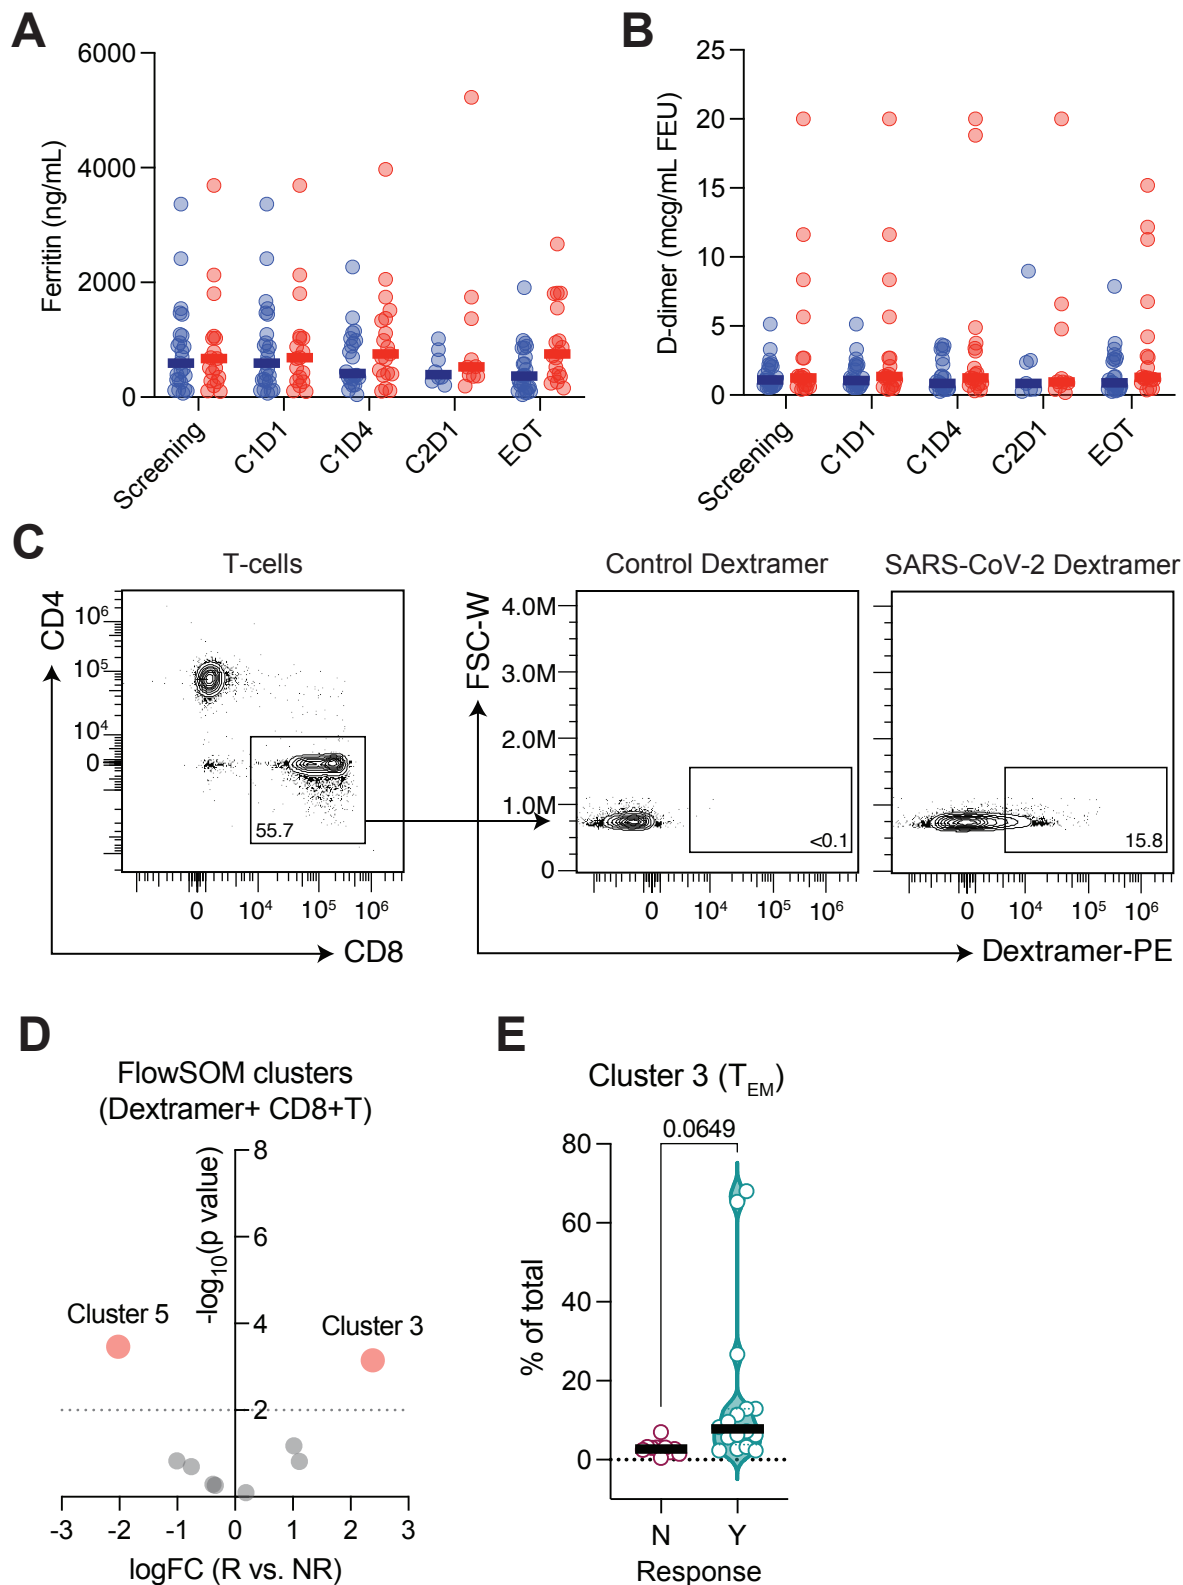 A
6000
4000
2000
0
Ferritin (ng/mL)
Screening
C1D1
C1D4
C2D1
EOT
B
25
20
15
10
5
0
D-dimer (mcg/mL FEU)
Screening
C1D1
C1D4
C2D1
EOT
C
T-cells
CD4
10⁶
10⁵
10⁴
0
55.7
0 10⁴ 10⁵ 10⁶
CD8
Control Dextramer
FSC-W
4.0M
3.0M
2.0M
1.0M
0
<0.1
0 10⁴ 10⁵ 10⁶
SARS-CoV-2 Dextramer
15.8
0 10⁴ 10⁵ 10⁶
Dextramer-PE
D
FlowSOM clusters
(Dextramer+ CD8+T)
-log₁₀(p value)
8
6
4
2
Cluster 5
Cluster 3
-3 -2 -1 0 1 2 3
logFC (R vs. NR)
E
Cluster 3 (T_EM)
0.0649
80
60
40
20
0
% of total
N Y
Response